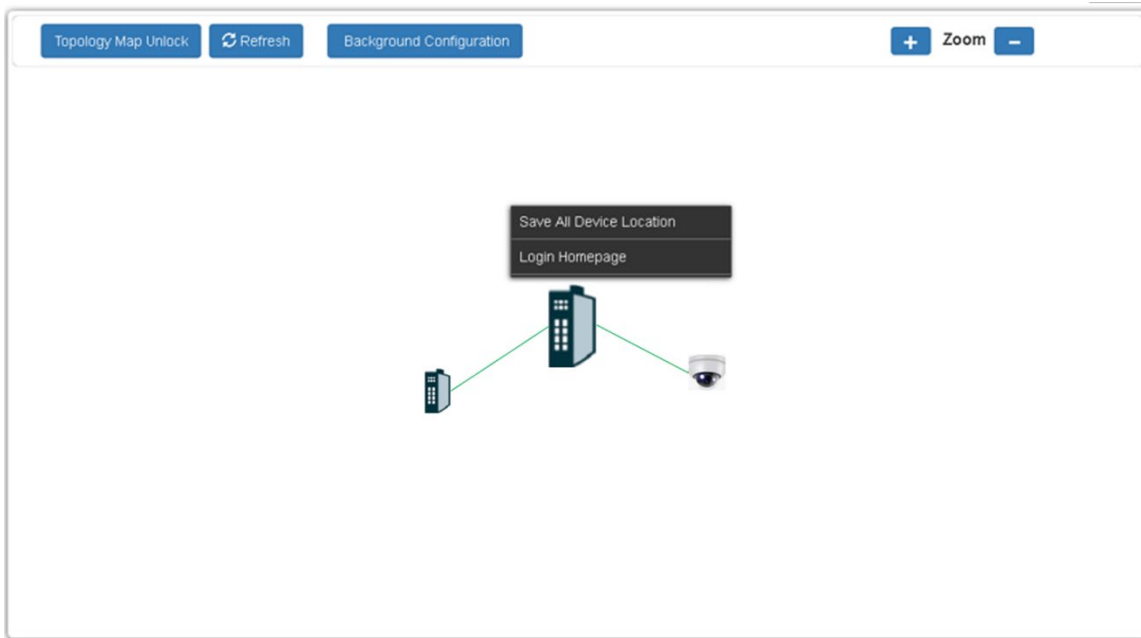 Topology Map Unlock
Refresh
Background Configuration
+ Zoom -
Save All Device Location
Login Homepage